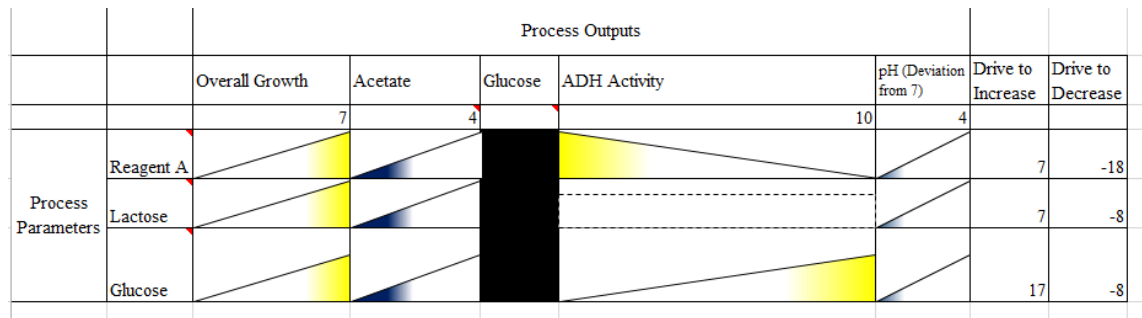 Process Outputs
Overall Growth
Acetate
Glucose
ADH Activity
pH (Deviation
from 7)
Drive to
Increase
Drive to
Decrease
7
4
10
4
Process
Parameters
Reagent A
7
-18
Lactose
7
-8
Glucose
17
-8